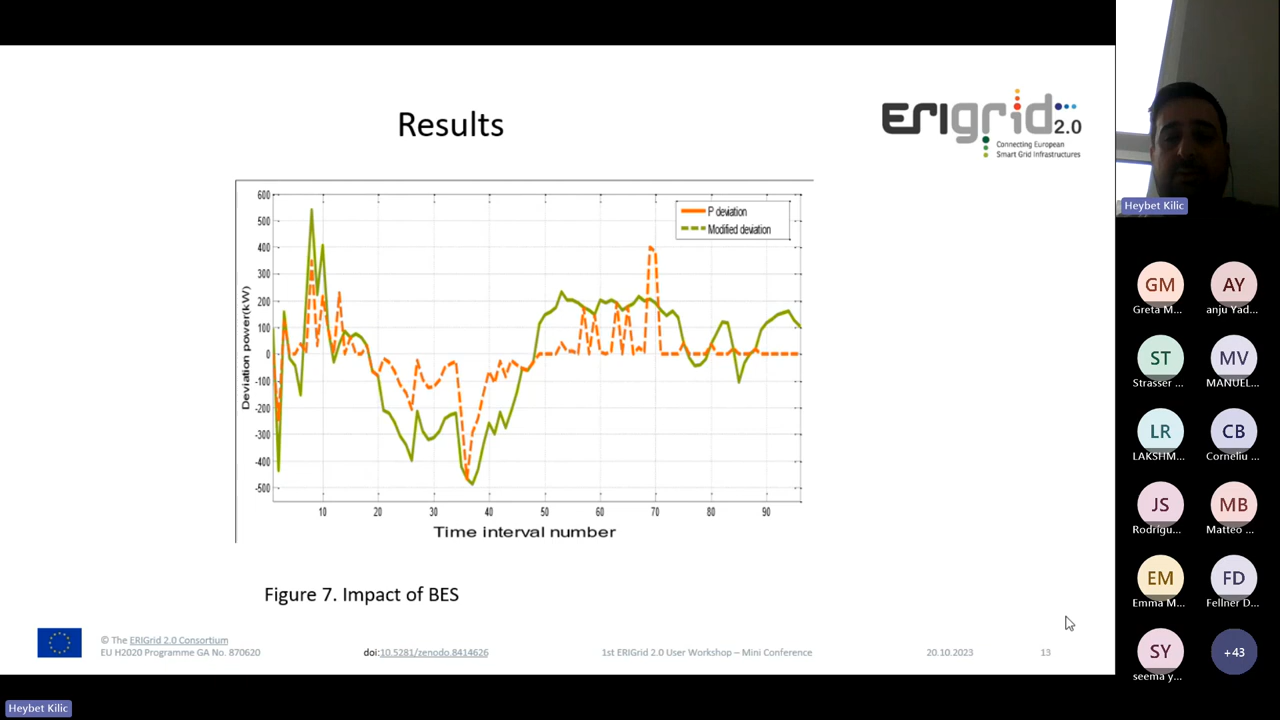 Results
ERIgrid 2.0
Connecting European
Smart Grid Infrastructures
P deviation
Modified deviation
Deviation power(kW)
600
500
400
300
200
100
0
-100
-200
-300
-400
-500
10 20 30 40 50 60 70 80 90
Time interval number
Figure 7. Impact of BES
© The ERIGrid 2.0 Consortium
EU H2020 Programme GA No. 870620
doi:10.5281/zenodo.8414626
1st ERIGrid 2.0 User Workshop – Mini Conference
20.10.2023
13
Heybet Kilic
GM AY
Greta M... anju Yad...
ST MV
Strasser ... MANUEL...
LR CB
LAKSHM... Corneliu ...
JS MB
Rodrígu... Matteo ...
EM FD
Emma M... Fellner D...
SY +43
seema y...
Heybet Kilic